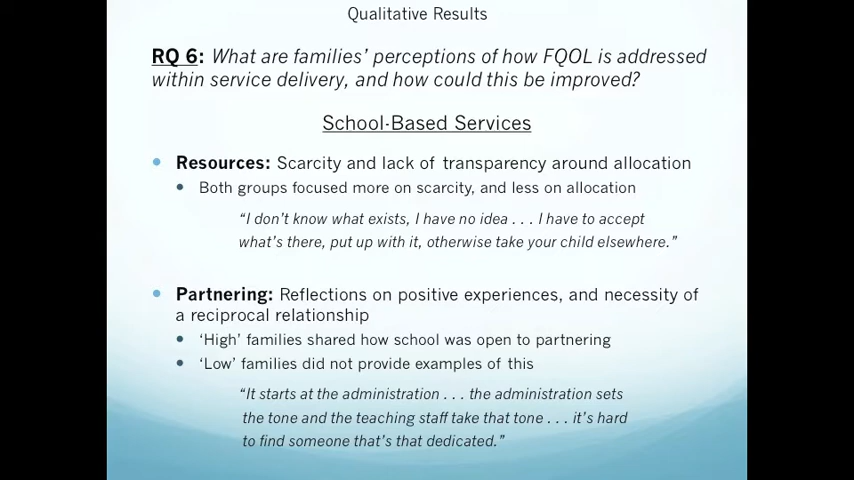 Qualitative Results
RQ 6: What are families’ perceptions of how FQOL is addressed
within service delivery, and how could this be improved?
School-Based Services
• Resources: Scarcity and lack of transparency around allocation
• Both groups focused more on scarcity, and less on allocation
“I don’t know what exists, I have no idea . . . I have to accept
what’s there, put up with it, otherwise take your child elsewhere.”
• Partnering: Reflections on positive experiences, and necessity of
a reciprocal relationship
• ‘High’ families shared how school was open to partnering
• ‘Low’ families did not provide examples of this
“It starts at the administration . . . the administration sets
the tone and the teaching staff take that tone . . . it’s hard
to find someone that’s that dedicated.”